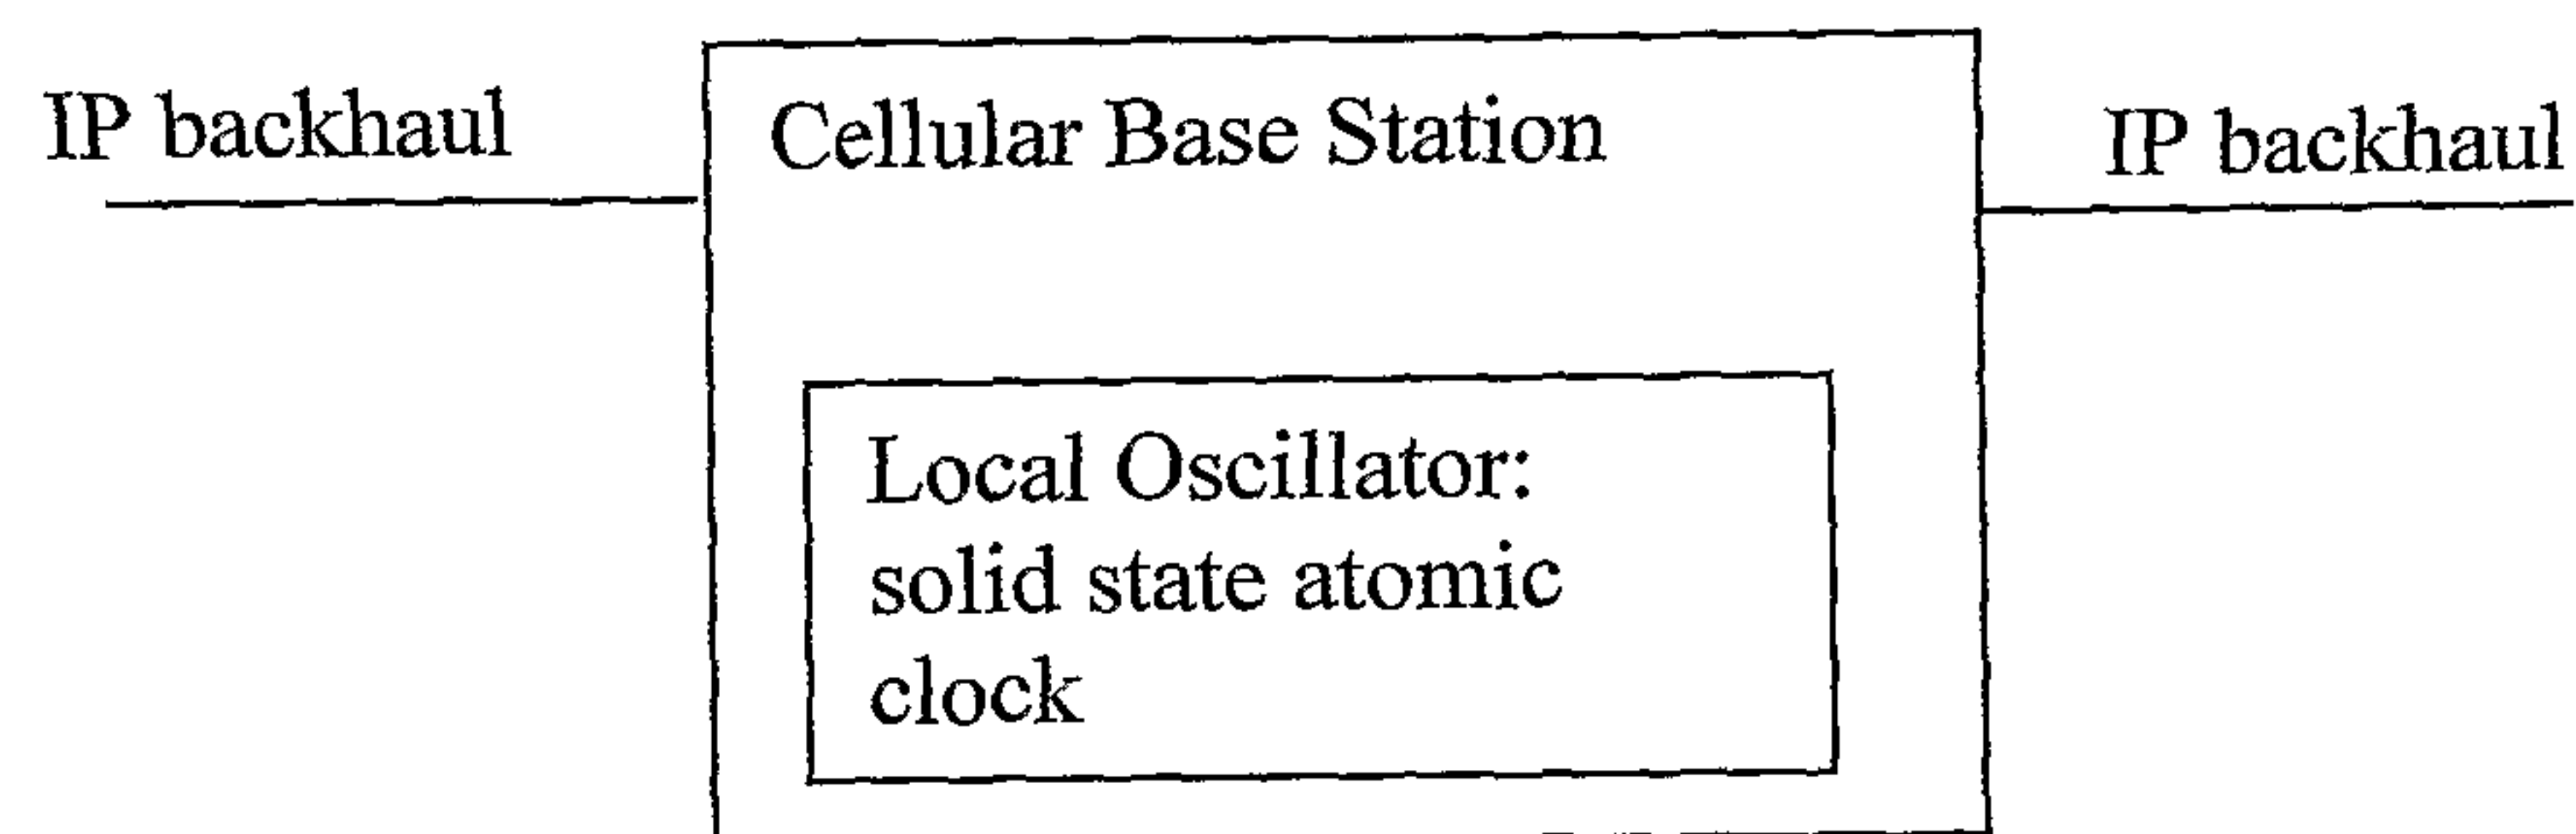 IP backhaul
Cellular Base Station
IP backhaul
Local Oscillator:
solid state atomic
clock